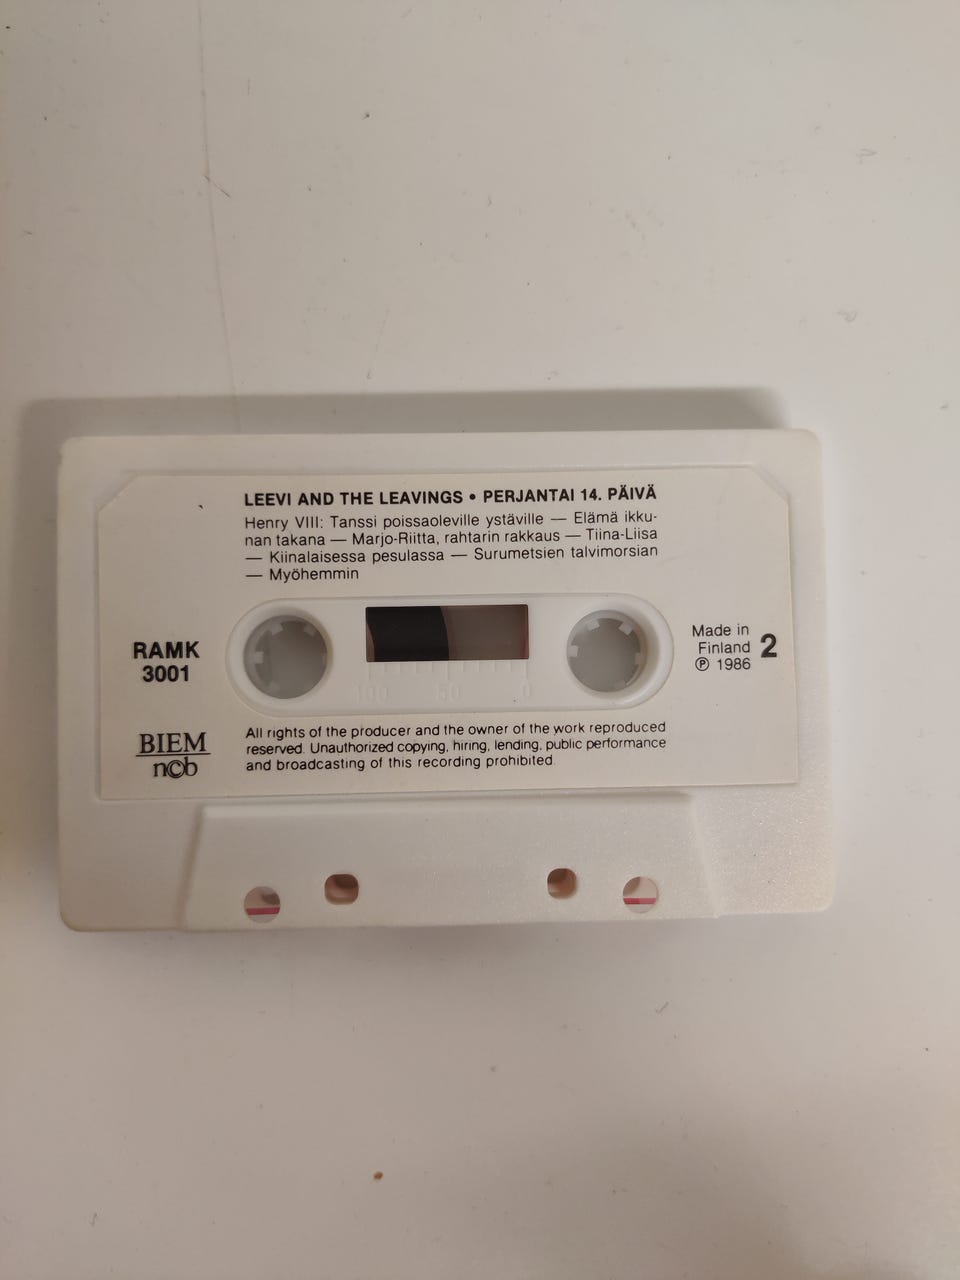 LEEVI AND THE LEAVINGS • PERJANTAI 14. PÄIVÄ
Henry VIII: Tanssi poissaoleville ystäville — Elämä ikku-
nan takana — Marjo-Riitta, rahtarin rakkaus — Tiina-Liisa
— Kiinalaisessa pesulassa — Surumetsien talvimorsian
— Myöhemmin
RAMK
3001
100 50 0
Made in
Finland
℗ 1986
2
BIEM
n©b
All rights of the producer and the owner of the work reproduced
reserved. Unauthorized copying, hiring, lending, public performance
and broadcasting of this recording prohibited.